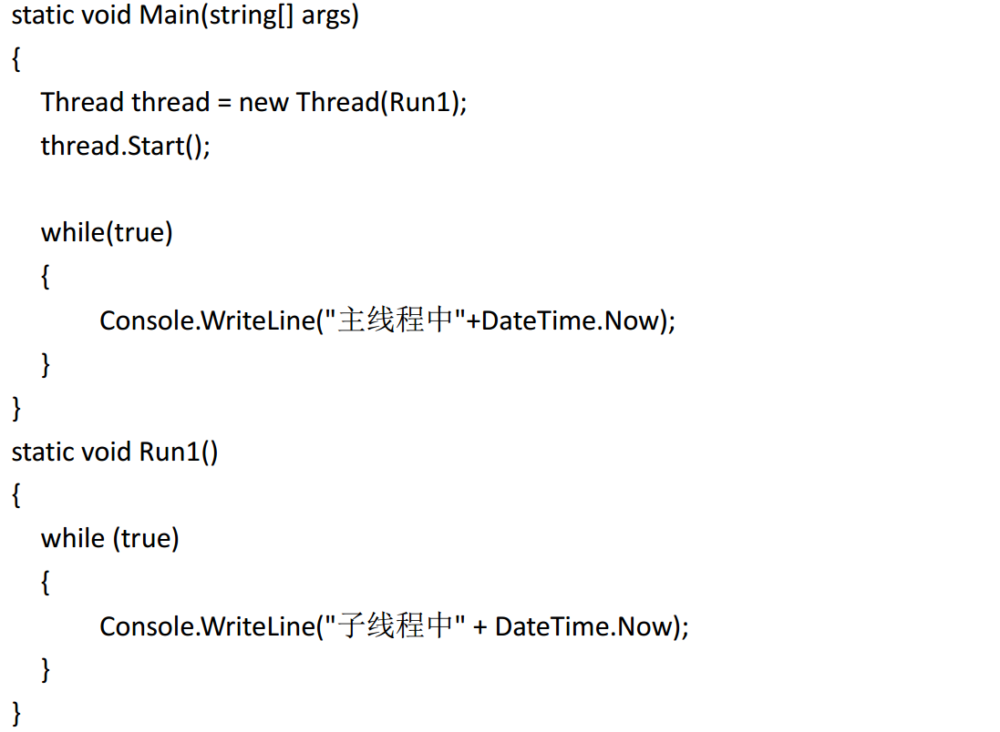 static void Main(string[] args)
{
Thread thread = new Thread(Run1);
thread.Start();
while(true)
{
Console.WriteLine("主线程中"+DateTime.Now);
}
}
static void Run1()
{
while (true)
{
Console.WriteLine("子线程中" + DateTime.Now);
}
}